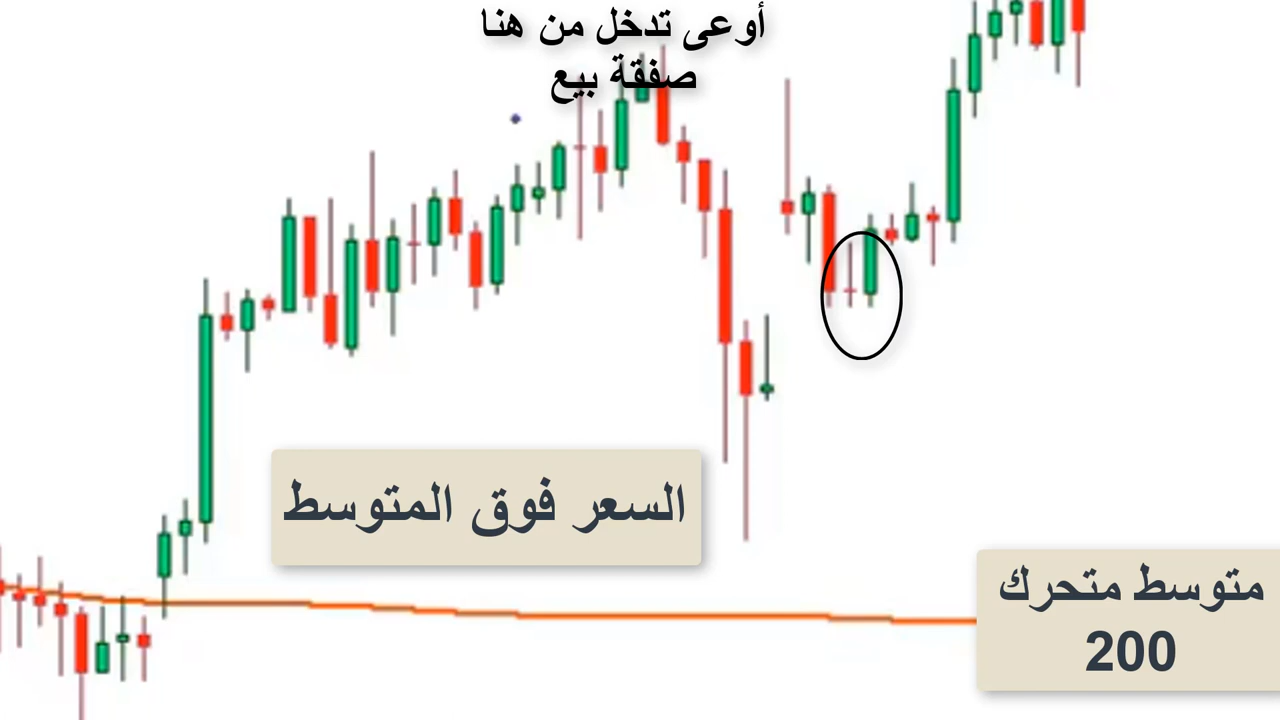 أوعى تدخل من هنا
صفقة بيع
السعر فوق المتوسط
متوسط متحرك
200